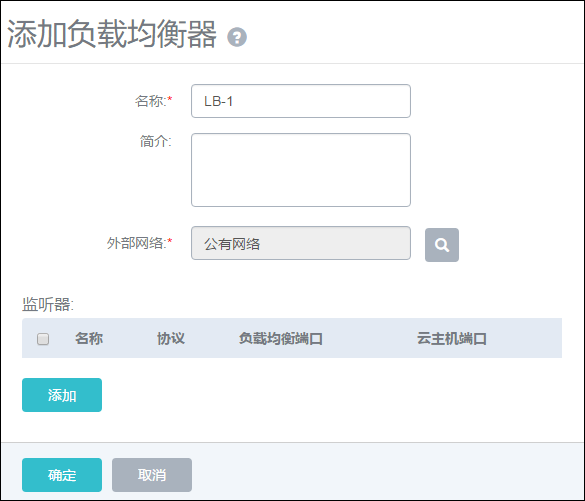 添加负载均衡器 ?
名称:*
LB-1
简介:
外部网络:*
公有网络
监听器:
名称 协议 负载均衡端口 云主机端口
添加
确定 取消